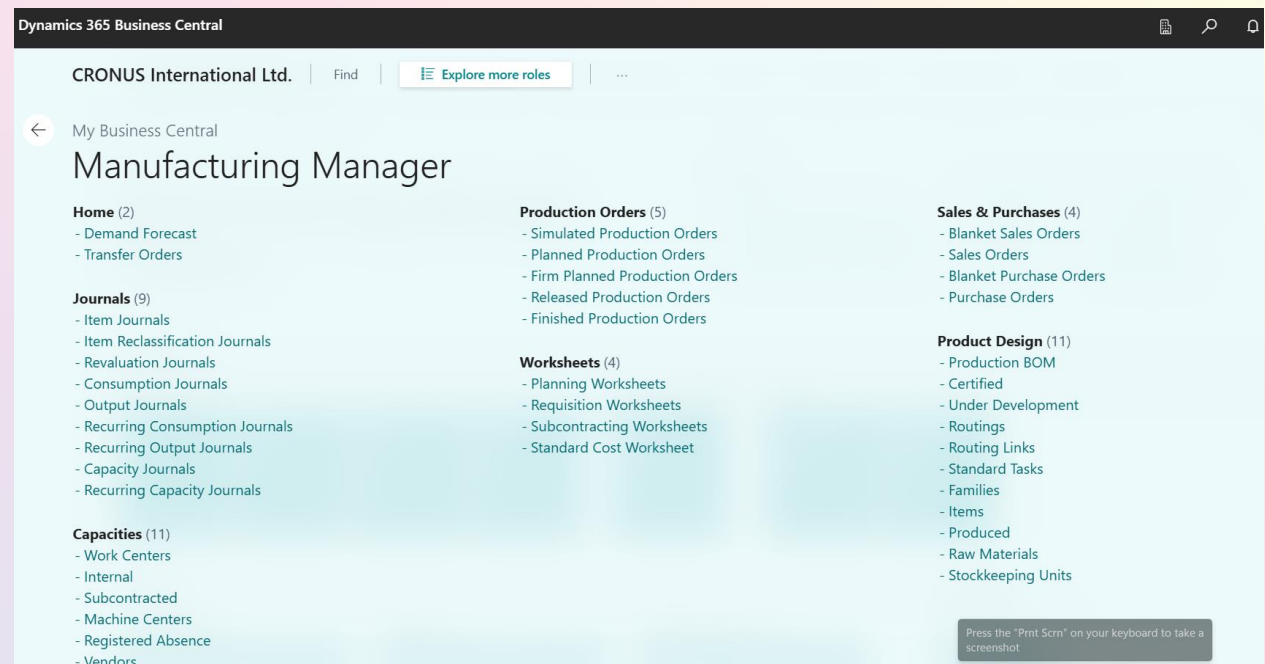 Dynamics 365 Business Central
CRONUS International Ltd.
Find
Explore more roles
...
My Business Central
Manufacturing Manager
Home (2)
- Demand Forecast
- Transfer Orders
Journals (9)
- Item Journals
- Item Reclassification Journals
- Revaluation Journals
- Consumption Journals
- Output Journals
- Recurring Consumption Journals
- Recurring Output Journals
- Capacity Journals
- Recurring Capacity Journals
Capacities (11)
- Work Centers
- Internal
- Subcontracted
- Machine Centers
- Registered Absence
- Vendors
Production Orders (5)
- Simulated Production Orders
- Planned Production Orders
- Firm Planned Production Orders
- Released Production Orders
- Finished Production Orders
Worksheets (4)
- Planning Worksheets
- Requisition Worksheets
- Subcontracting Worksheets
- Standard Cost Worksheet
Sales & Purchases (4)
- Blanket Sales Orders
- Sales Orders
- Blanket Purchase Orders
- Purchase Orders
Product Design (11)
- Production BOM
- Certified
- Under Development
- Routings
- Routing Links
- Standard Tasks
- Families
- Items
- Produced
- Raw Materials
- Stockkeeping Units
Press the "Prnt Scrn" on your keyboard to take a
screenshot